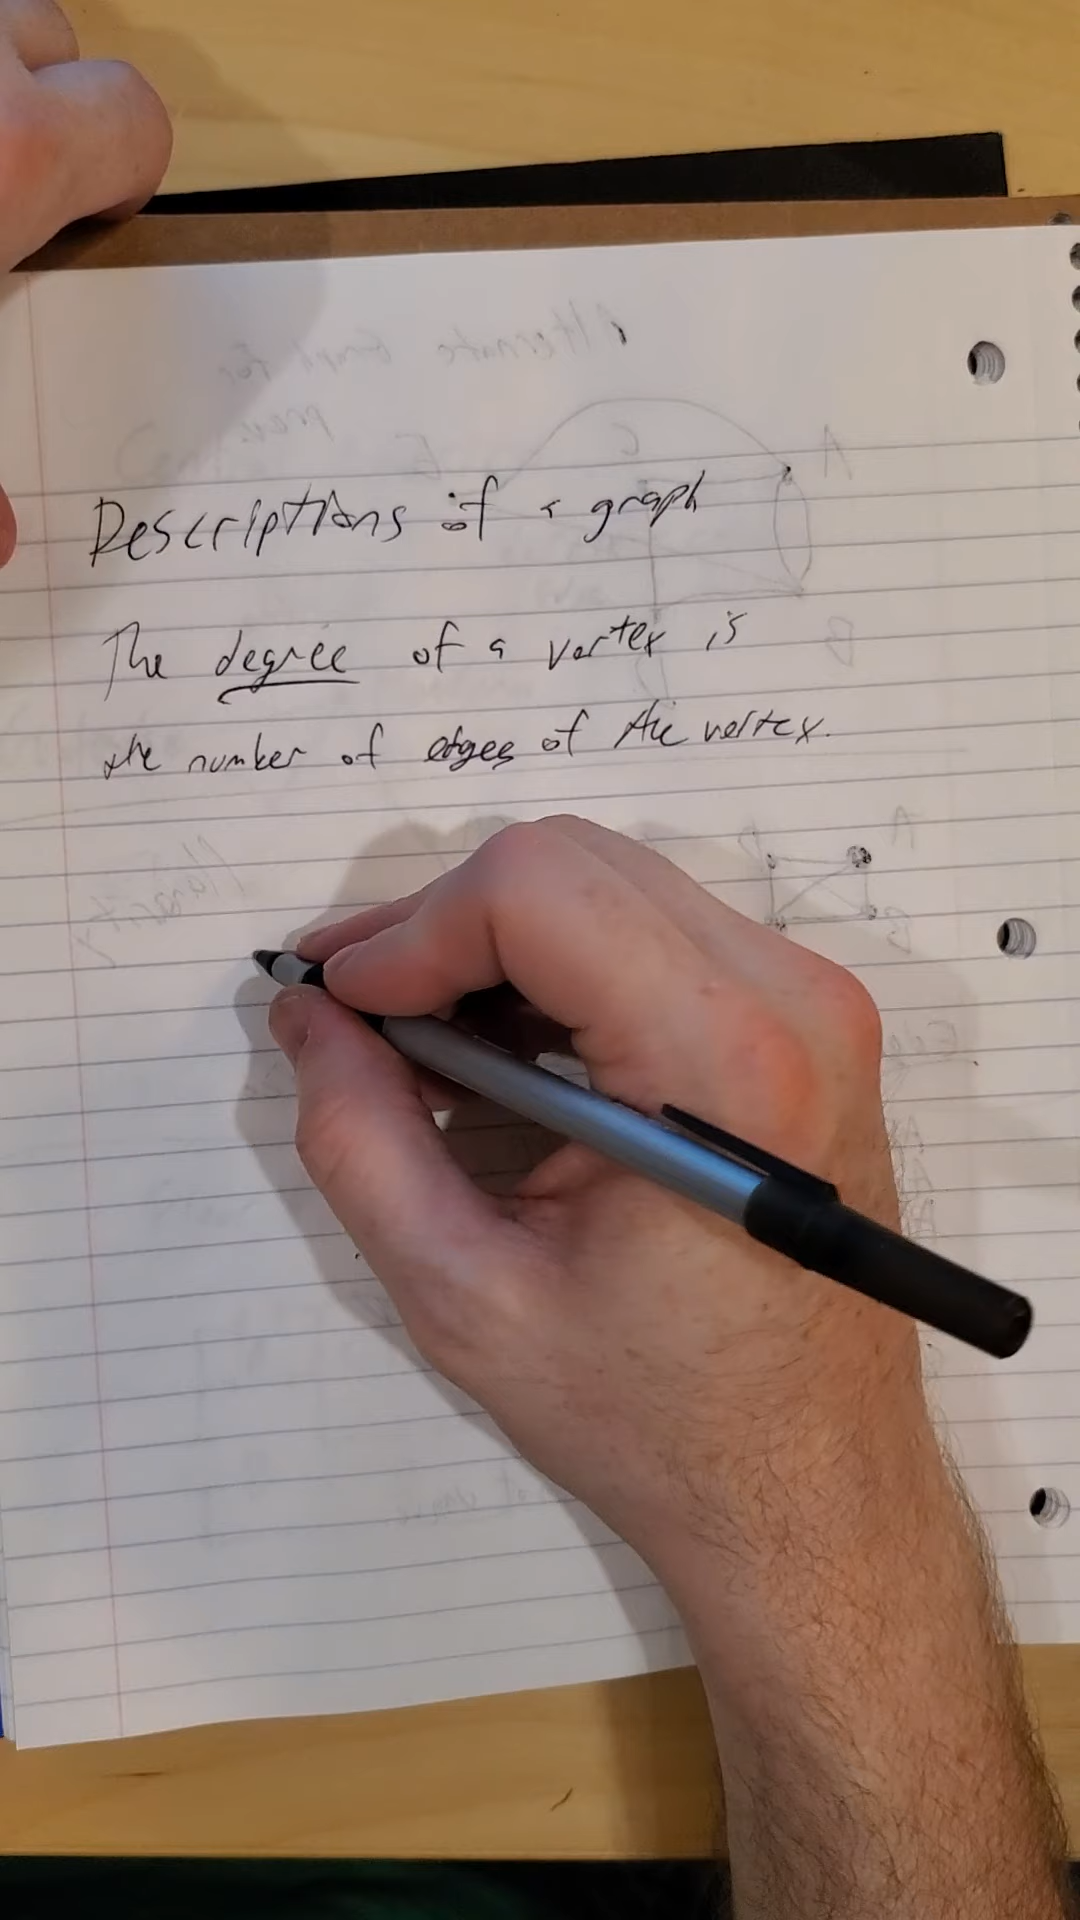 Descriptions of a graph
The degree of a vertex is
the number of edges of the vertex.